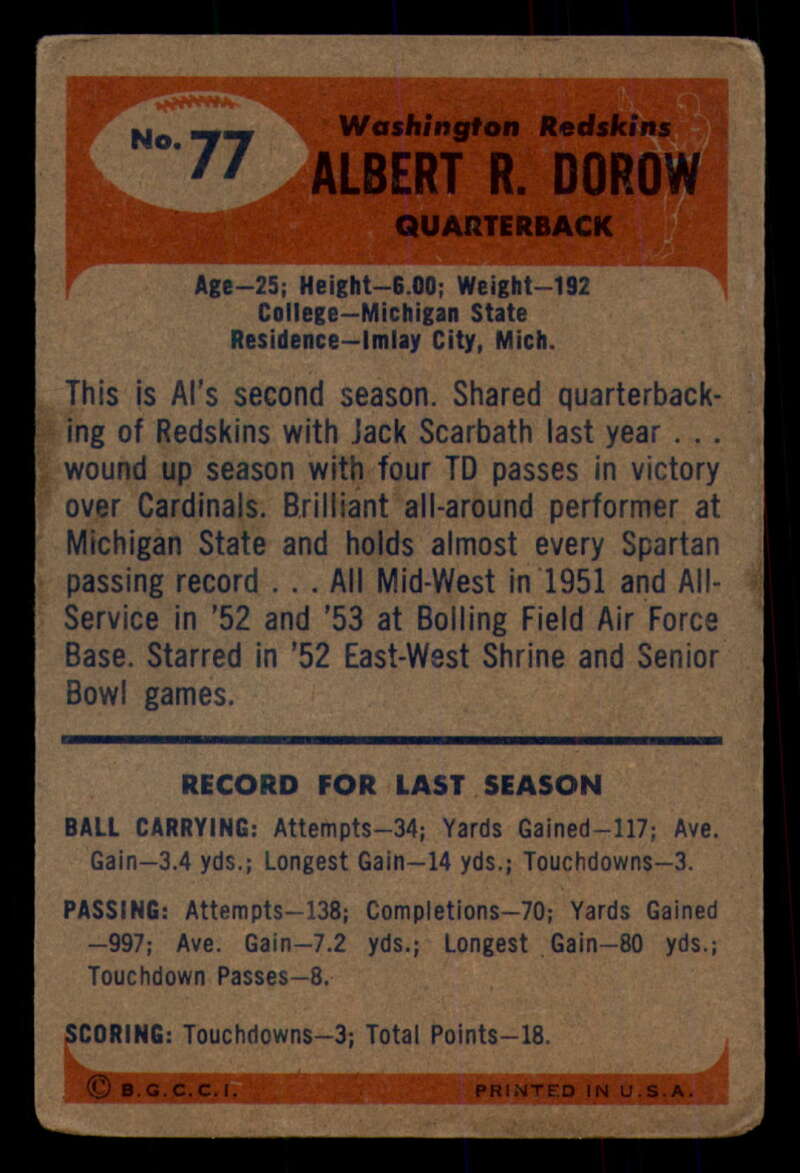 No. 77
Washington Redskins
ALBERT R. DOROW
QUARTERBACK
Age—25; Height—6.00; Weight—192
College—Michigan State
Residence—Imlay City, Mich.
This is Al's second season. Shared quarterback-
ing of Redskins with Jack Scarbath last year . . .
wound up season with four TD passes in victory
over Cardinals. Brilliant all-around performer at
Michigan State and holds almost every Spartan
passing record . . . All Mid-West in 1951 and All-
Service in '52 and '53 at Bolling Field Air Force
Base. Starred in '52 East-West Shrine and Senior
Bowl games.
RECORD FOR LAST SEASON
BALL CARRYING: Attempts—34; Yards Gained—117; Ave.
Gain—3.4 yds.; Longest Gain—14 yds.; Touchdowns—3.
PASSING: Attempts—138; Completions—70; Yards Gained
—997; Ave. Gain—7.2 yds.; Longest Gain—80 yds.;
Touchdown Passes—8.
SCORING: Touchdowns—3; Total Points—18.
© B.G.C.C.I. PRINTED IN U.S.A.